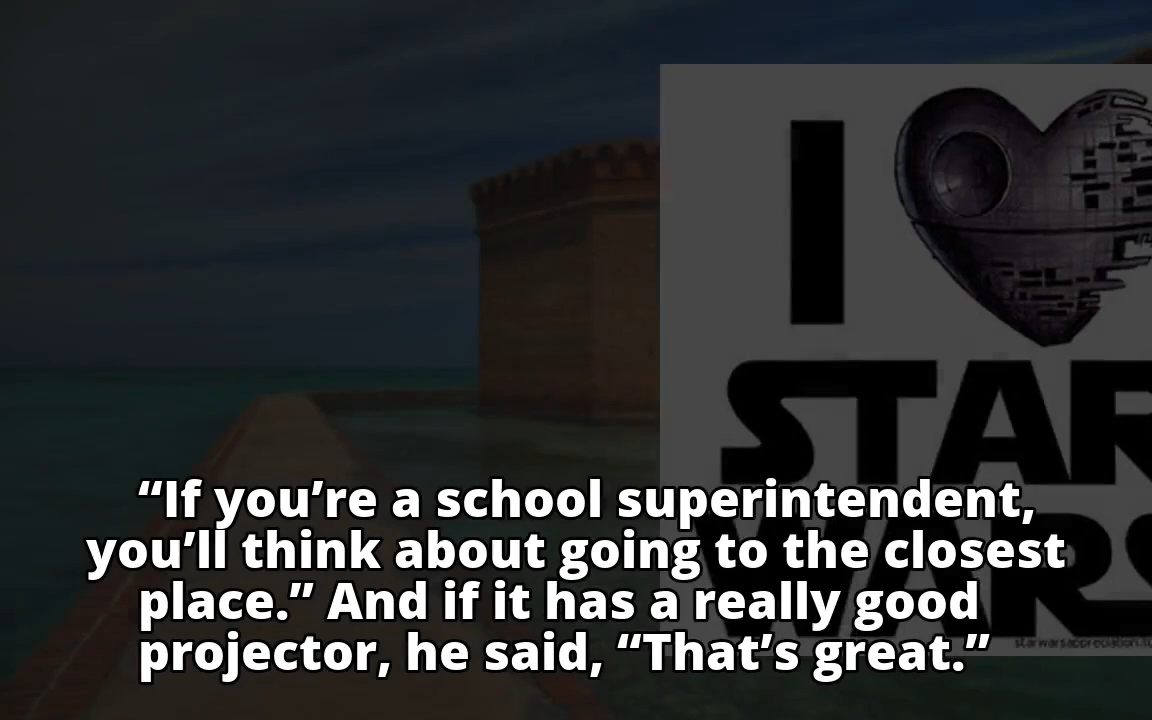 I
STAR
WARS
starwarsappreciation.t
“If you’re a school superintendent,
you’ll think about going to the closest
place.” And if it has a really good
projector, he said, “That’s great.”